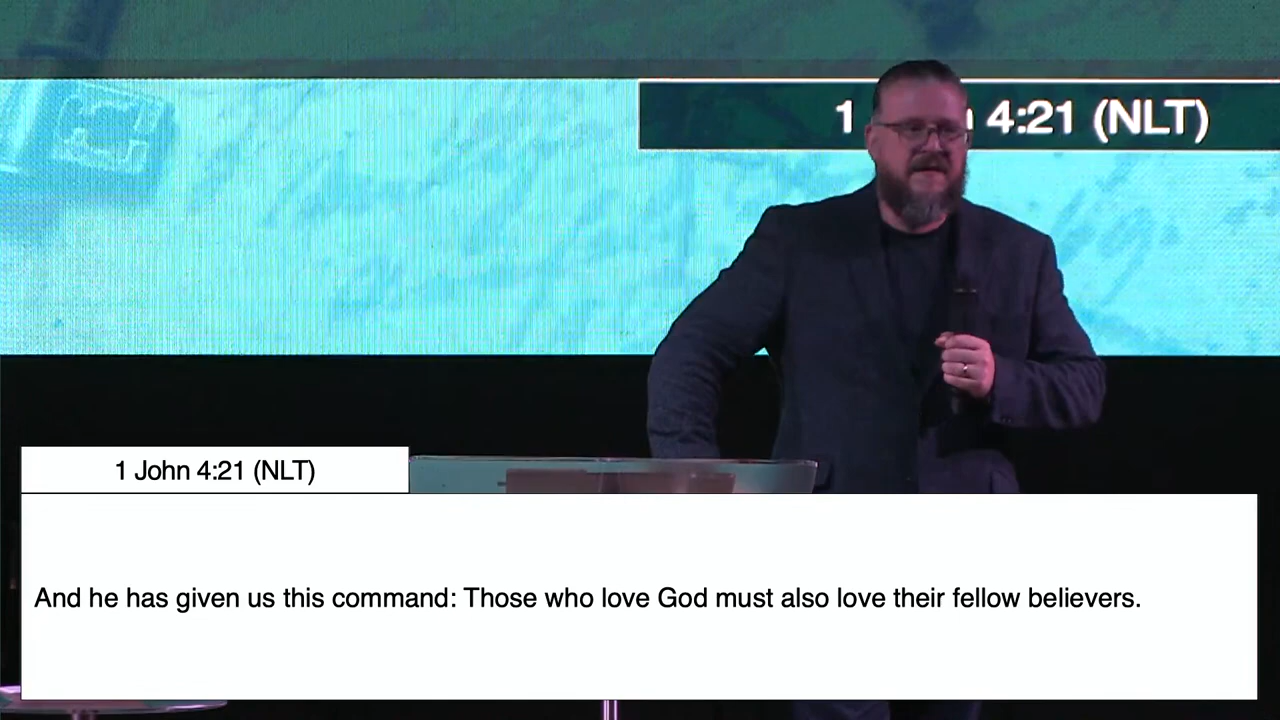 1 4:21 (NLT)
1 John 4:21 (NLT)
And he has given us this command: Those who love God must also love their fellow believers.